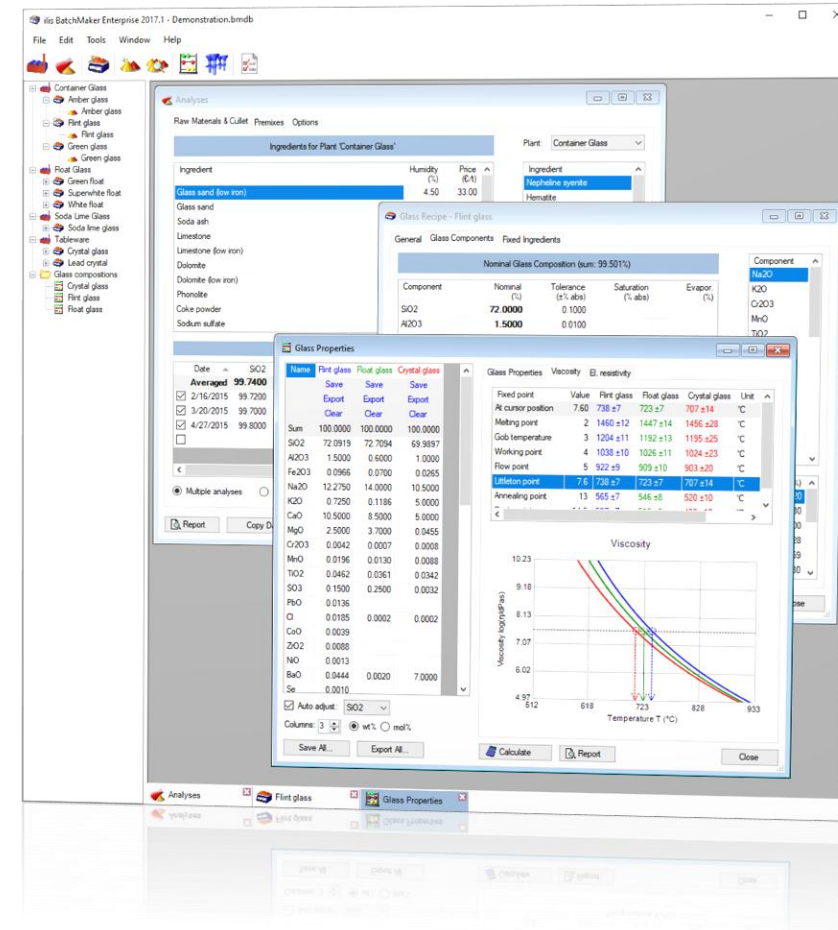 ilis BatchMaker Enterprise 2017.1 - Demonstration.bmdb
File Edit Tools Window Help
Container Glass
Amber glass
Amber glass
Flint glass
Flint glass
Green glass
Green glass
Float Glass
Green float
Superwhite float
White float
Soda Lime Glass
Soda lime glass
Tableware
Crystal glass
Lead crystal
Glass compositions
Crystal glass
Flint glass
Float glass
Analyses
Raw Materials & Cullet Premixes Options
Ingredients for Plant 'Container Glass'
Plant: Container Glass
Ingredient Humidity (%) Price (€/t)
Glass sand (low iron) 4.50 33.00
Glass sand
Soda ash
Limestone
Limestone (low iron)
Dolomite
Dolomite (low iron)
Phonolite
Coke powder
Sodium sulfate
Ingredient
Nepheline syenite
Hematite
Date SiO2
Averaged 99.7400
2/16/2015 99.7200
3/20/2015 99.7000
4/27/2015 99.8000
Multiple analyses
Report Copy
Glass Recipe - Flint glass
General Glass Components Fixed Ingredients
Nominal Glass Composition (sum: 99.501%)
Component Nominal (%) Tolerance (±% abs) Saturation (% abs) Evapor. (%)
SiO2 72.0000 0.1000
Al2O3 1.5000 0.0100
Component
Na2O
K2O
Cr2O3
MnO
TiO2
Glass Properties
Name Flint glass Float glass Crystal glass
Save Save Save
Export Export Export
Clear Clear Clear
Sum 100.0000 100.0000 100.0000
SiO2 72.0919 72.7094 69.9897
Al2O3 1.5000 0.6000 1.0000
Fe2O3 0.0966 0.0700 0.0265
Na2O 12.2750 14.0000 10.5000
K2O 0.7250 0.1186 5.0000
CaO 10.5000 8.5000 5.0000
MgO 2.5000 3.7000 0.0455
Cr2O3 0.0042 0.0007 0.0008
MnO 0.0196 0.0130 0.0088
TiO2 0.0462 0.0361 0.0342
SO3 0.1500 0.2500 0.0032
PbO 0.0136
Cl 0.0185 0.0002 0.0002
CoO 0.0039
ZrO2 0.0088
NiO 0.0013
BaO 0.0444 0.0020 7.0000
Se 0.0010
Auto adjust: SiO2
Columns: 3 wt% mol%
Save All... Export All...
Glass Properties Viscosity El. resistivity
Fixed point Value Flint glass Float glass Crystal glass Unit
At cursor position 7.60 738 ±7 723 ±7 707 ±14 °C
Melting point 2 1460 ±12 1447 ±14 1456 ±28 °C
Gob temperature 3 1204 ±11 1192 ±13 1195 ±25 °C
Working point 4 1038 ±10 1026 ±11 1024 ±23 °C
Flow point 5 922 ±9 909 ±10 903 ±20 °C
Littleton point 7.6 738 ±7 723 ±7 707 ±14 °C
Annealing point 13 565 ±7 546 ±8 520 ±10 °C
Viscosity
Viscosity log(η/dPas)
10.23
9.18
8.13
7.07
6.02
4.97
512 618 723 828 933
Temperature T (°C)
Calculate Report Close
Analyses Flint glass Glass Properties